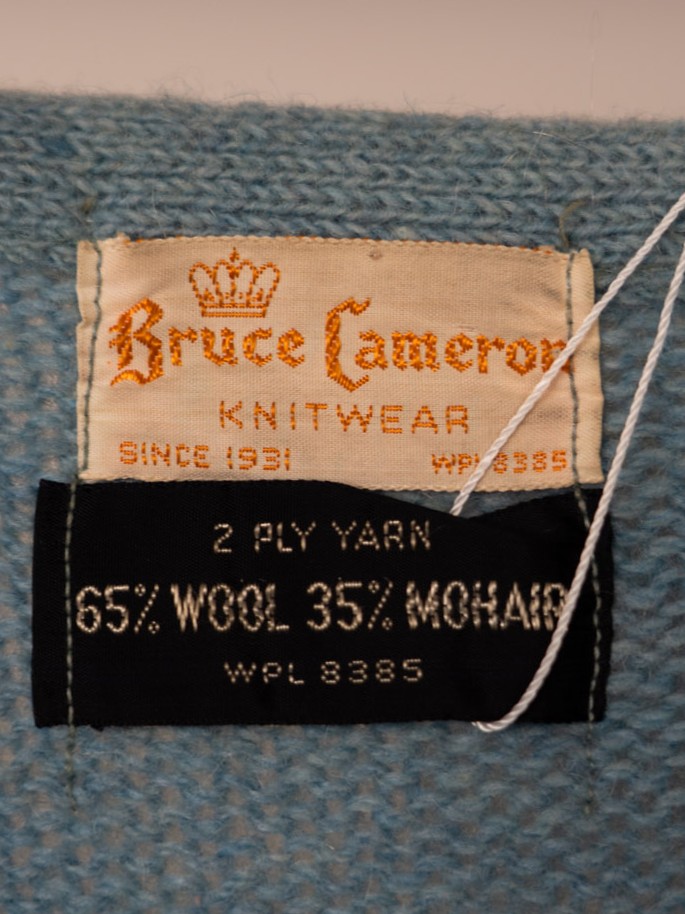 Bruce Cameron
KNITWEAR
SINCE 1931 WPL 8385
2 PLY YARN
65% WOOL 35% MOHAIR
WPL 8385